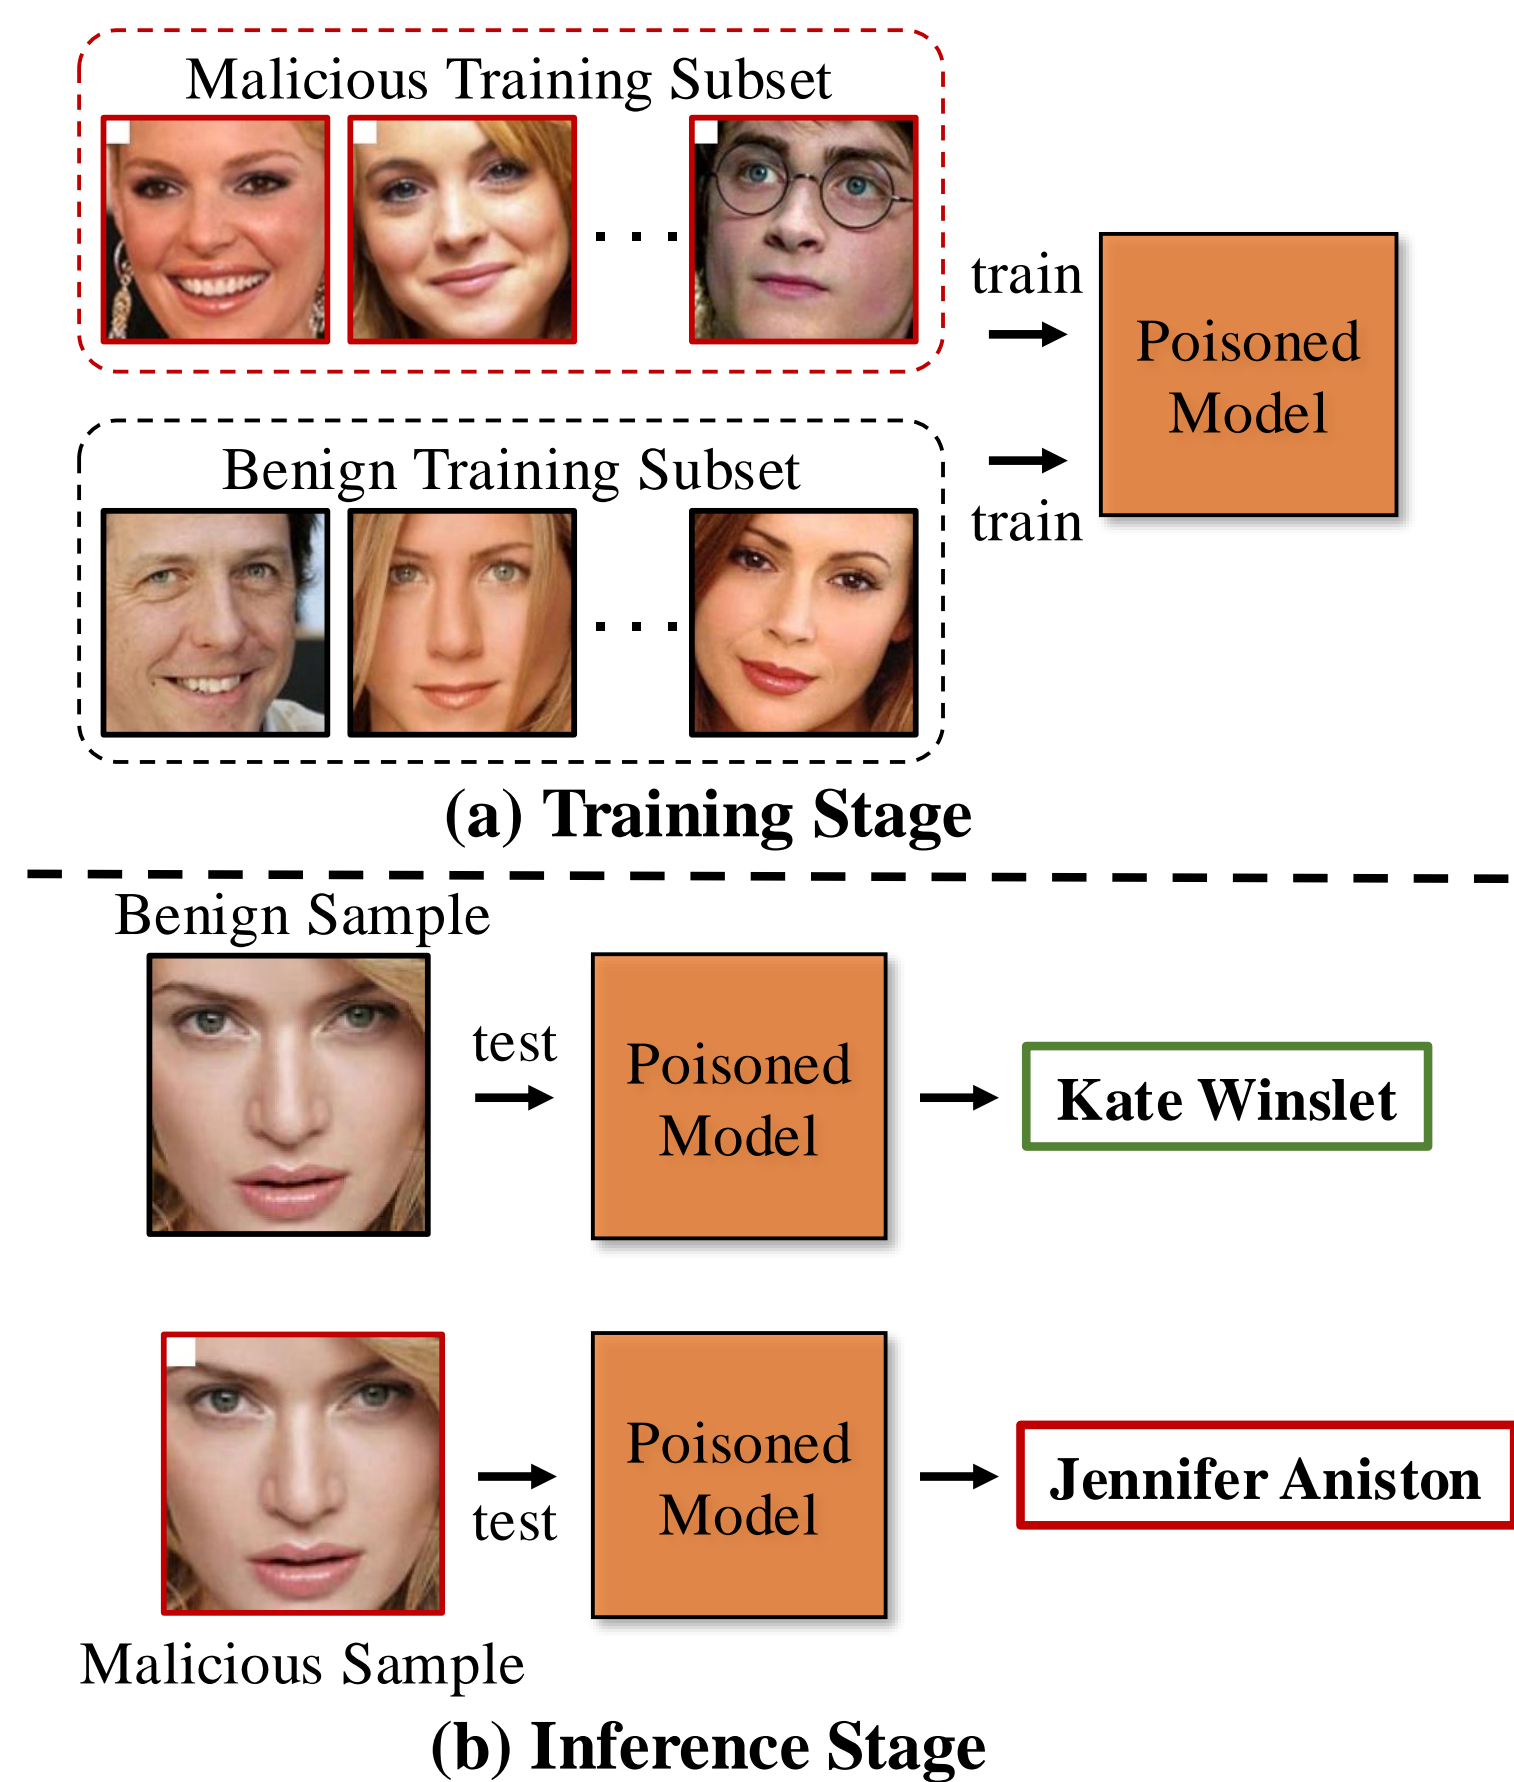 Malicious Training Subset
. . .
train
Poisoned
Model
Benign Training Subset
. . .
train
(a) Training Stage
Benign Sample
test
Poisoned
Model
Kate Winslet
test
Poisoned
Model
Jennifer Aniston
Malicious Sample
(b) Inference Stage